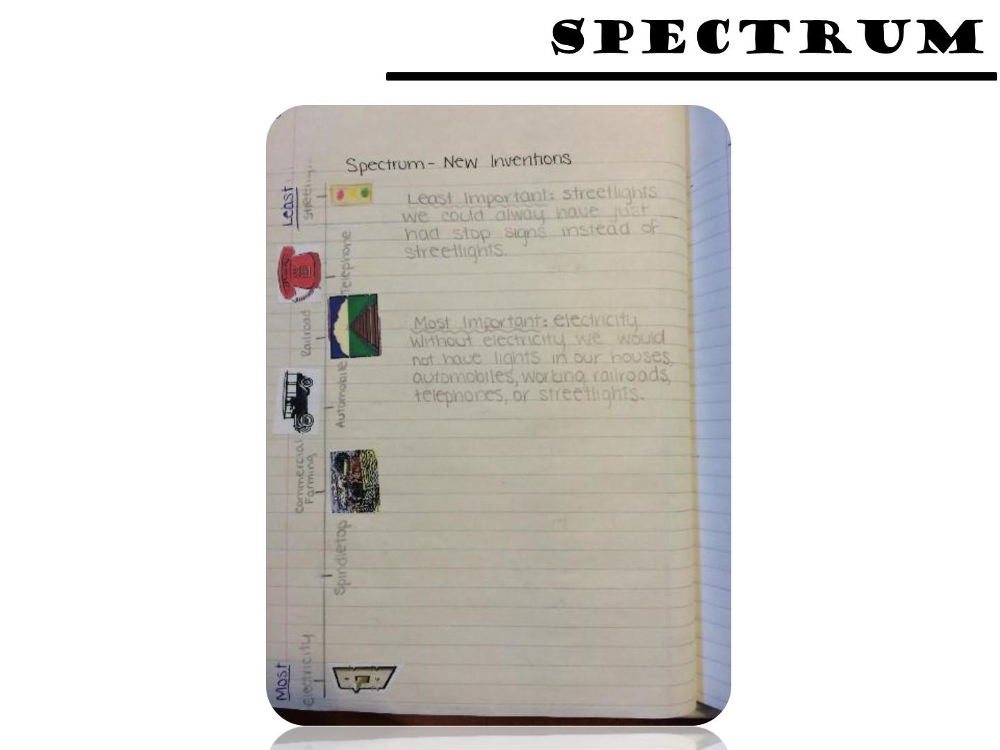 SPECTRUM
Spectrum - New Inventions
Least
Telephone
Railroad
Automobile
Commercial
Farming
Spindletop
electricity
Most
Least Important: streetlights
we could alway have just
had stop signs instead of
streetlights.
Most Important: electricity
Without electricity we would
not have lights in our houses,
automobiles, working railroads,
telephones, or streetlights.